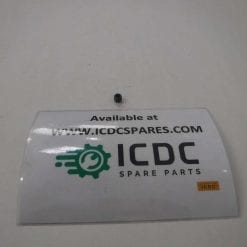 Available at
WWW.ICDCSPARES.COM
ICDC
SPARE PARTS